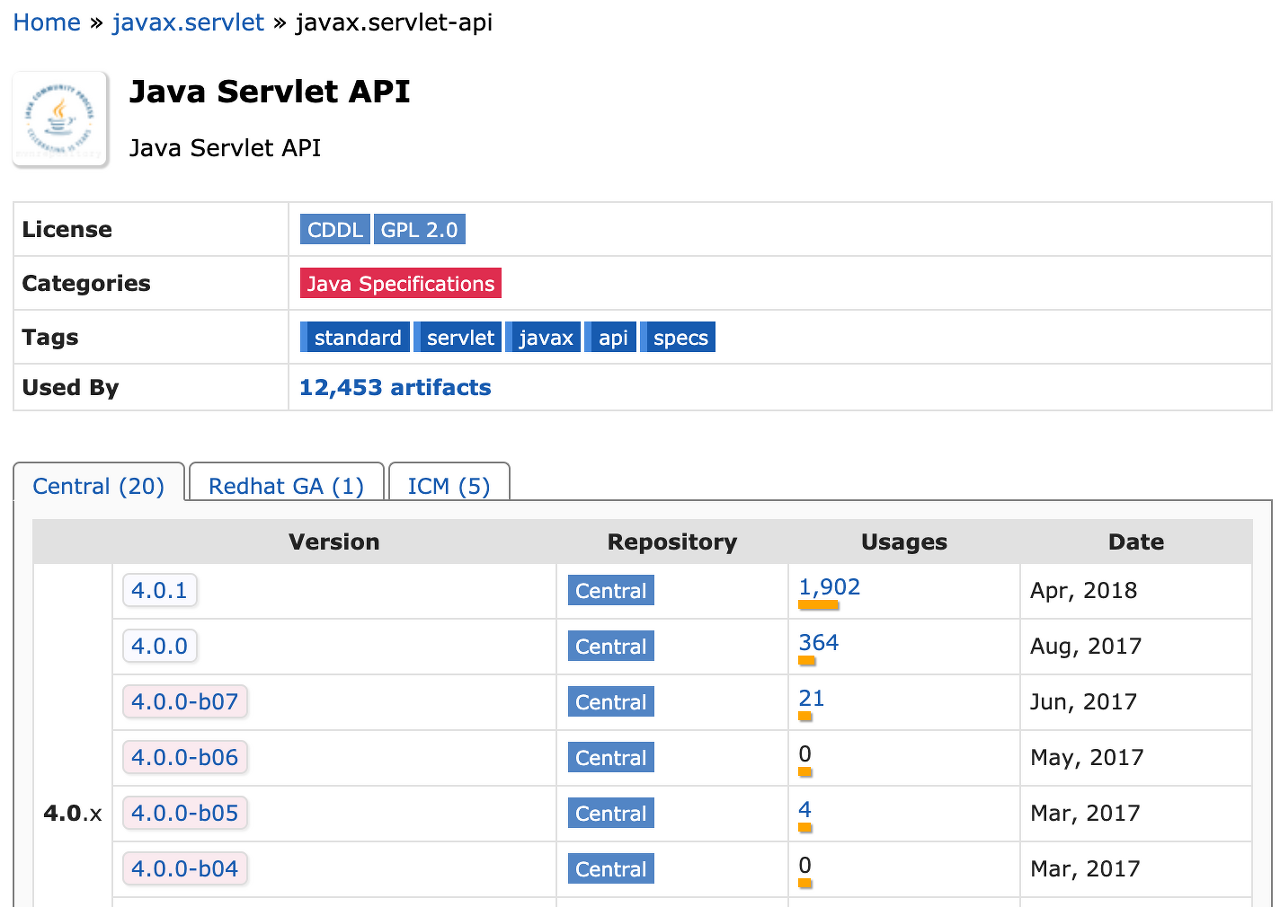 Home » javax.servlet » javax.servlet-api
JAVA COMMUNITY PROCESS
Java Servlet API
Java Servlet API
License CDDL GPL 2.0
Categories Java Specifications
Tags standard servlet javax api specs
Used By 12,453 artifacts
Central (20) Redhat GA (1) ICM (5)
Version Repository Usages Date
4.0.1 Central 1,902 Apr, 2018
4.0.0 Central 364 Aug, 2017
4.0.0-b07 Central 21 Jun, 2017
4.0.0-b06 Central 0 May, 2017
4.0.x 4.0.0-b05 Central 4 Mar, 2017
4.0.0-b04 Central 0 Mar, 2017